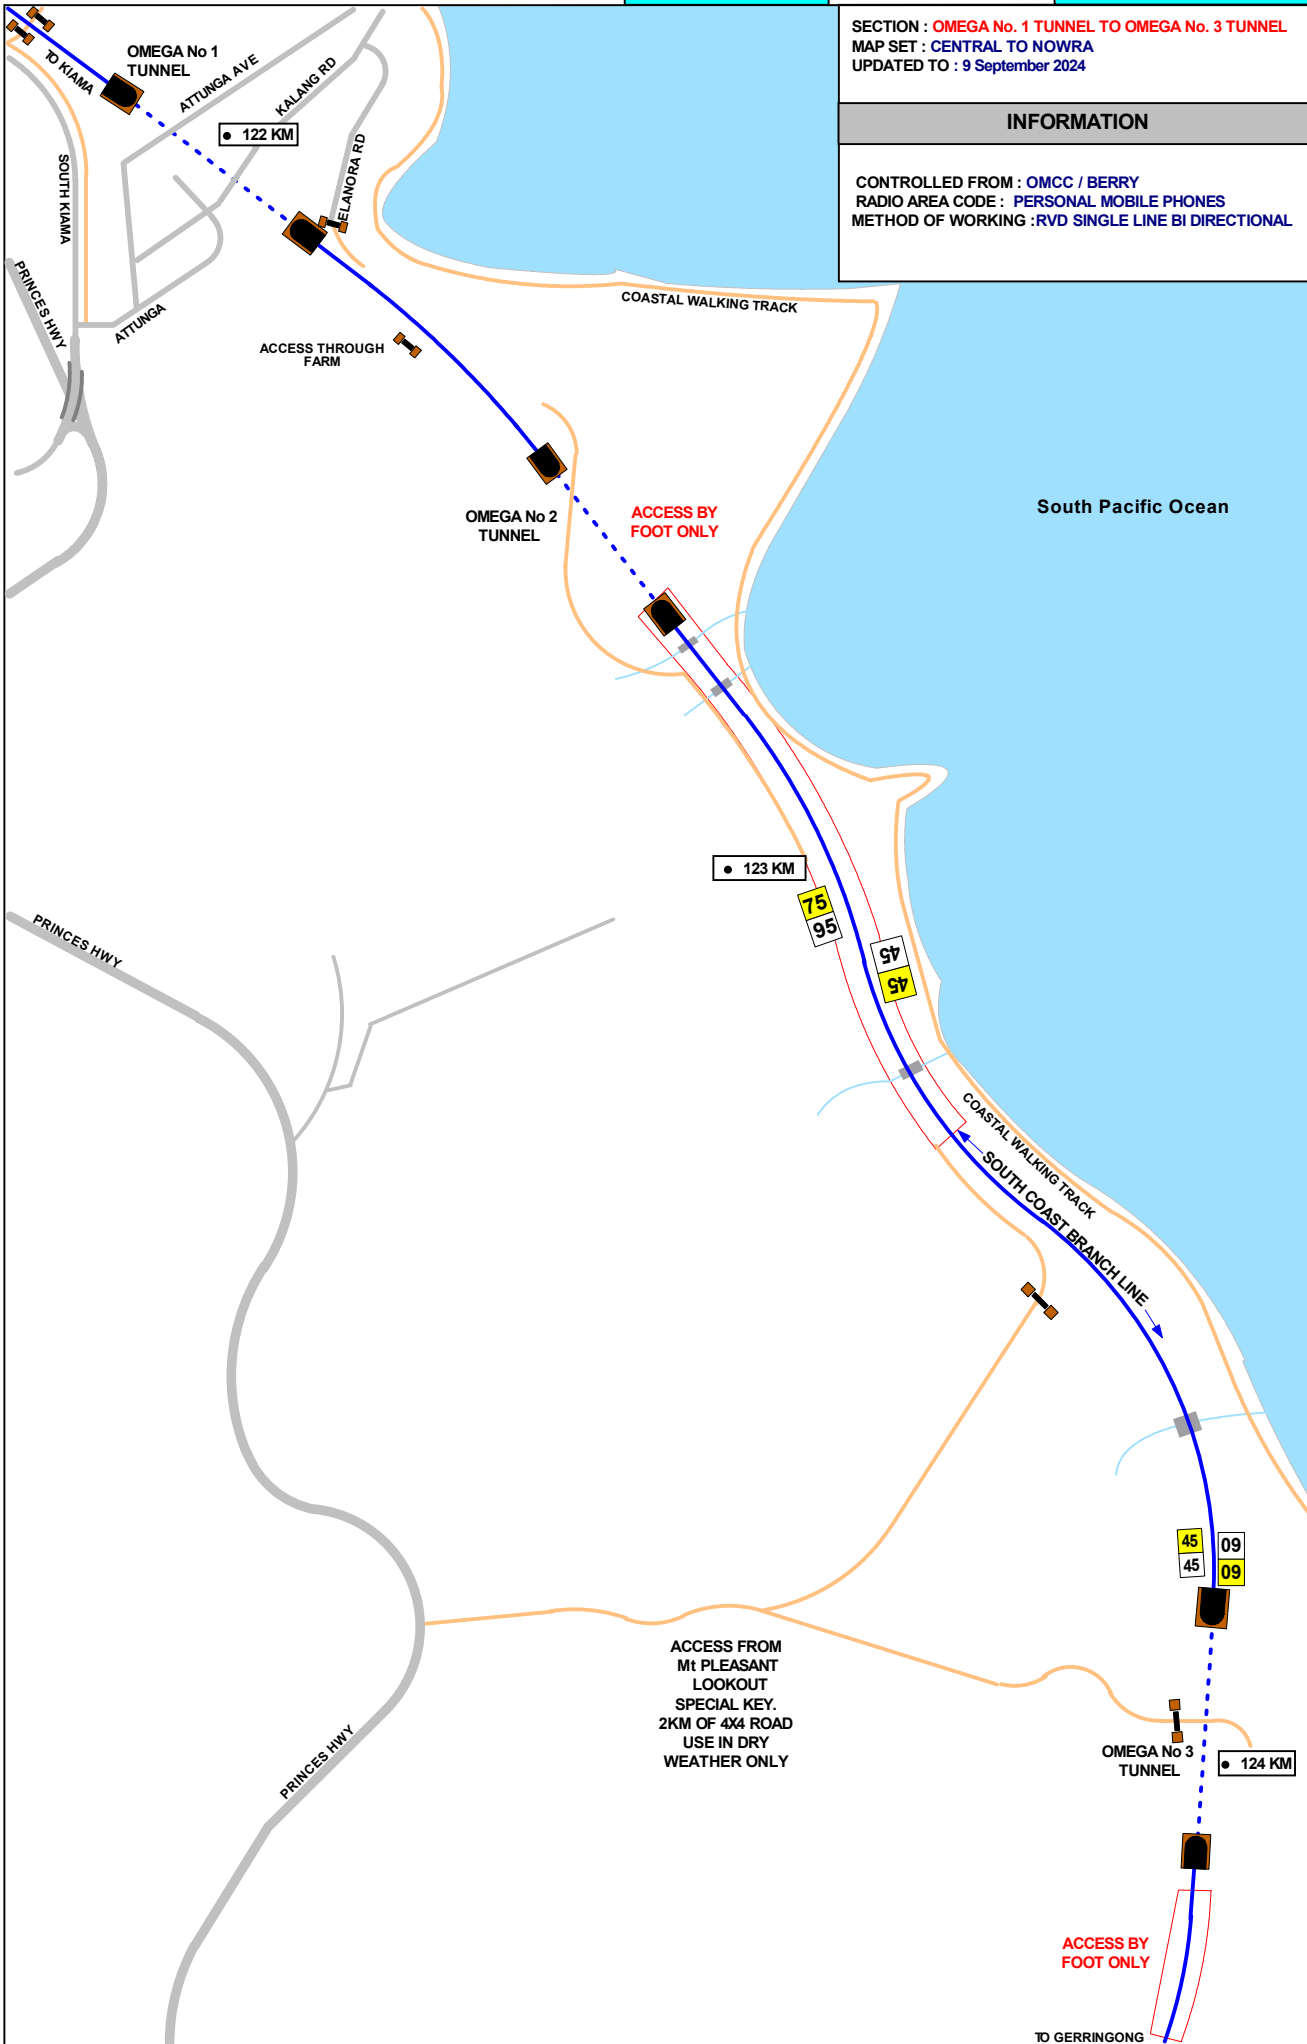 SECTION : OMEGA No. 1 TUNNEL TO OMEGA No. 3 TUNNEL
MAP SET : CENTRAL TO NOWRA
UPDATED TO : 9 September 2024
INFORMATION
CONTROLLED FROM : OMCC / BERRY
RADIO AREA CODE : PERSONAL MOBILE PHONES
METHOD OF WORKING :RVD SINGLE LINE BI DIRECTIONAL
OMEGA No 1
TUNNEL
TO KIAMA
ATTUNGA AVE
KALANG RD
122 KM
SOUTH KIAMA
ELANORA RD
PRINCES HWY
ATTUNGA
COASTAL WALKING TRACK
ACCESS THROUGH
FARM
South Pacific Ocean
OMEGA No 2
TUNNEL
ACCESS BY
FOOT ONLY
123 KM
75
95
45
45
PRINCES HWY
COASTAL WALKING TRACK
SOUTH COAST BRANCH LINE
45
45
60
60
ACCESS FROM
Mt PLEASANT
LOOKOUT
SPECIAL KEY.
2KM OF 4X4 ROAD
USE IN DRY
WEATHER ONLY
PRINCES HWY
OMEGA No 3
TUNNEL
124 KM
ACCESS BY
FOOT ONLY
TO GERRINGONG